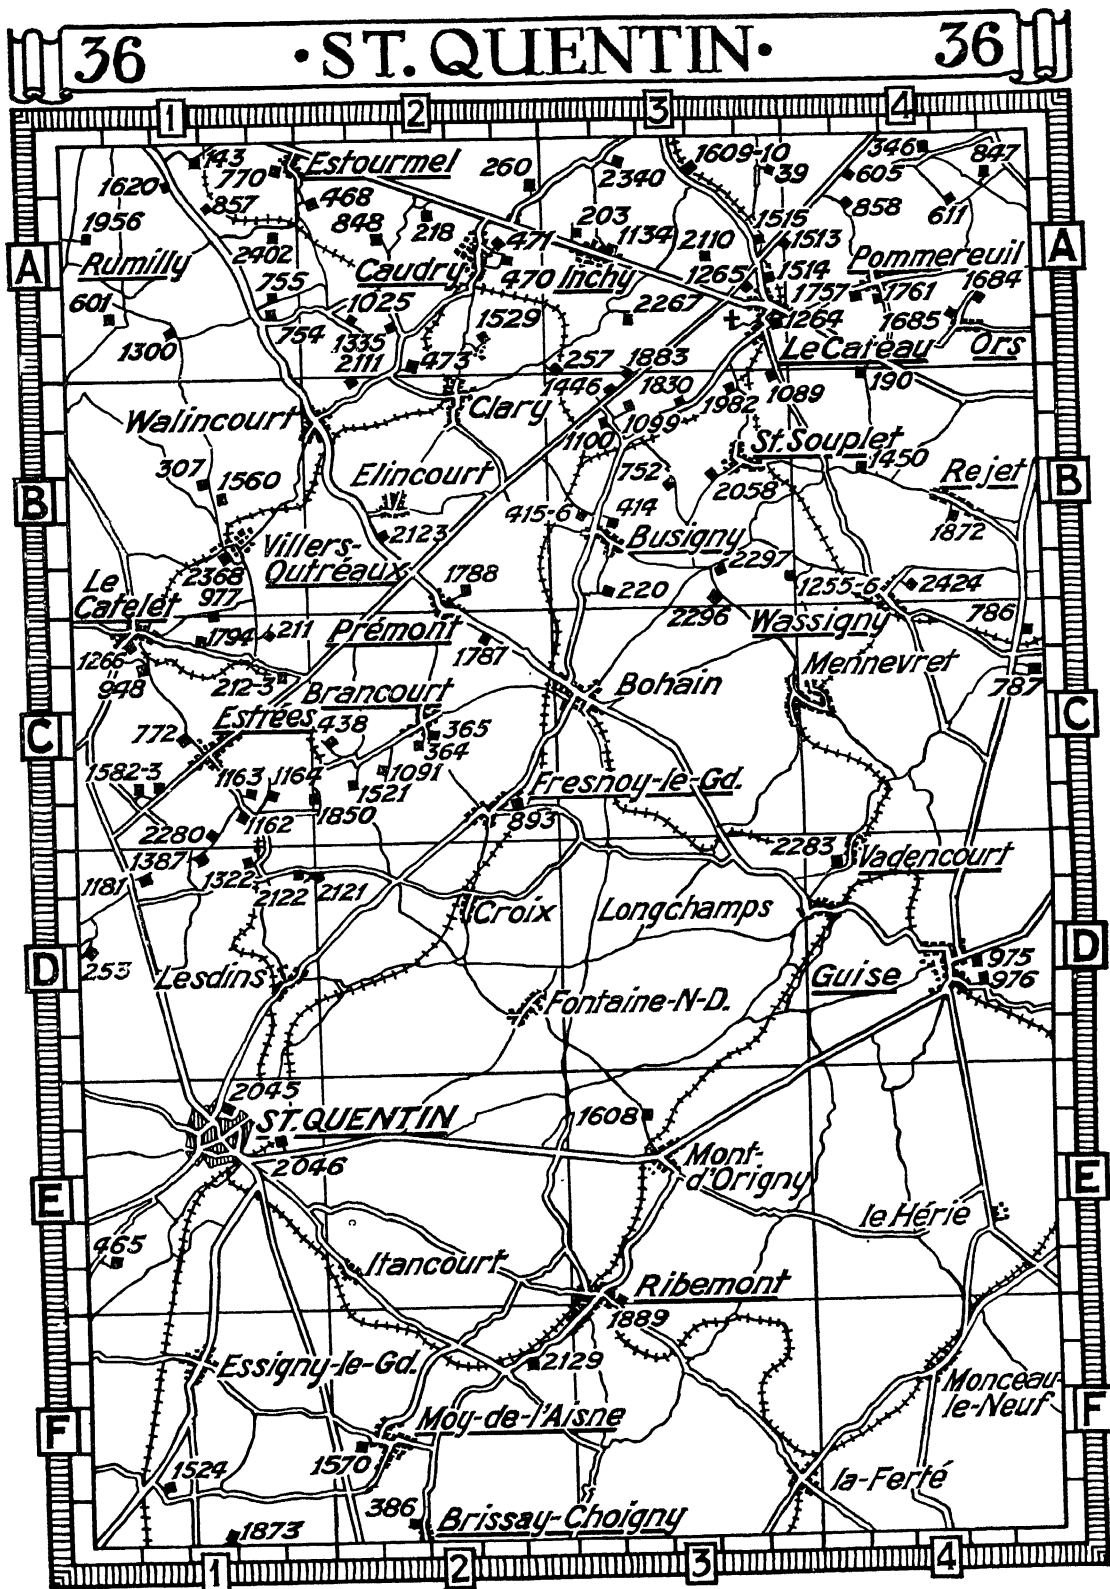 36 ·ST. QUENTIN· 36
1 2 3 4
143
770
Estourmel
260
2340
1609-10
39
346
847
605
1620
857
468
848
218
203
1134
2110
1515
1513
858
611
1956
A
Rumilly
2402
755
Caudry
471
470
Inchy
1265
1514
Pommereuil
A
1757
1761
1684
1685
601
1300
754
1025
1335
2111
473
1529
2267
1264
Le Cateau
Ors
257
1883
1446
1830
1982
1089
190
Walincourt
Clary
1100
1099
St. Souplet
1450
307
1560
Elincourt
752
2058
Rejet
B
B
415-6
414
Busigny
1872
2123
Villers-
Outréaux
2368
2297
1255-6
2424
Le
Catelet
977
1788
220
2296
Wassigny
786
1794
211
Prémont
1787
1266
948
212-3
Mennevret
787
Brancourt
Bohain
C
C
772
Estrées
438
365
364
1582-3
1163
1164
1091
1521
Fresnoy-le-Gd.
2280
1162
1850
893
1387
1181
1322
2122
2121
2283
Vadencourt
Croix
Longchamps
D
D
253
Lesdins
Guise
975
976
Fontaine-N-D.
2045
ST. QUENTIN
1608
2046
Mont-
d'Origny
E
E
le Hérie
465
Itancourt
Ribemont
1889
Essigny-le-Gd.
2129
Monceau-
le-Neuf
F
F
Moy-de-l'Aisne
1570
1524
la-Ferté
386
Brissay-Choigny
1873
1 2 3 4